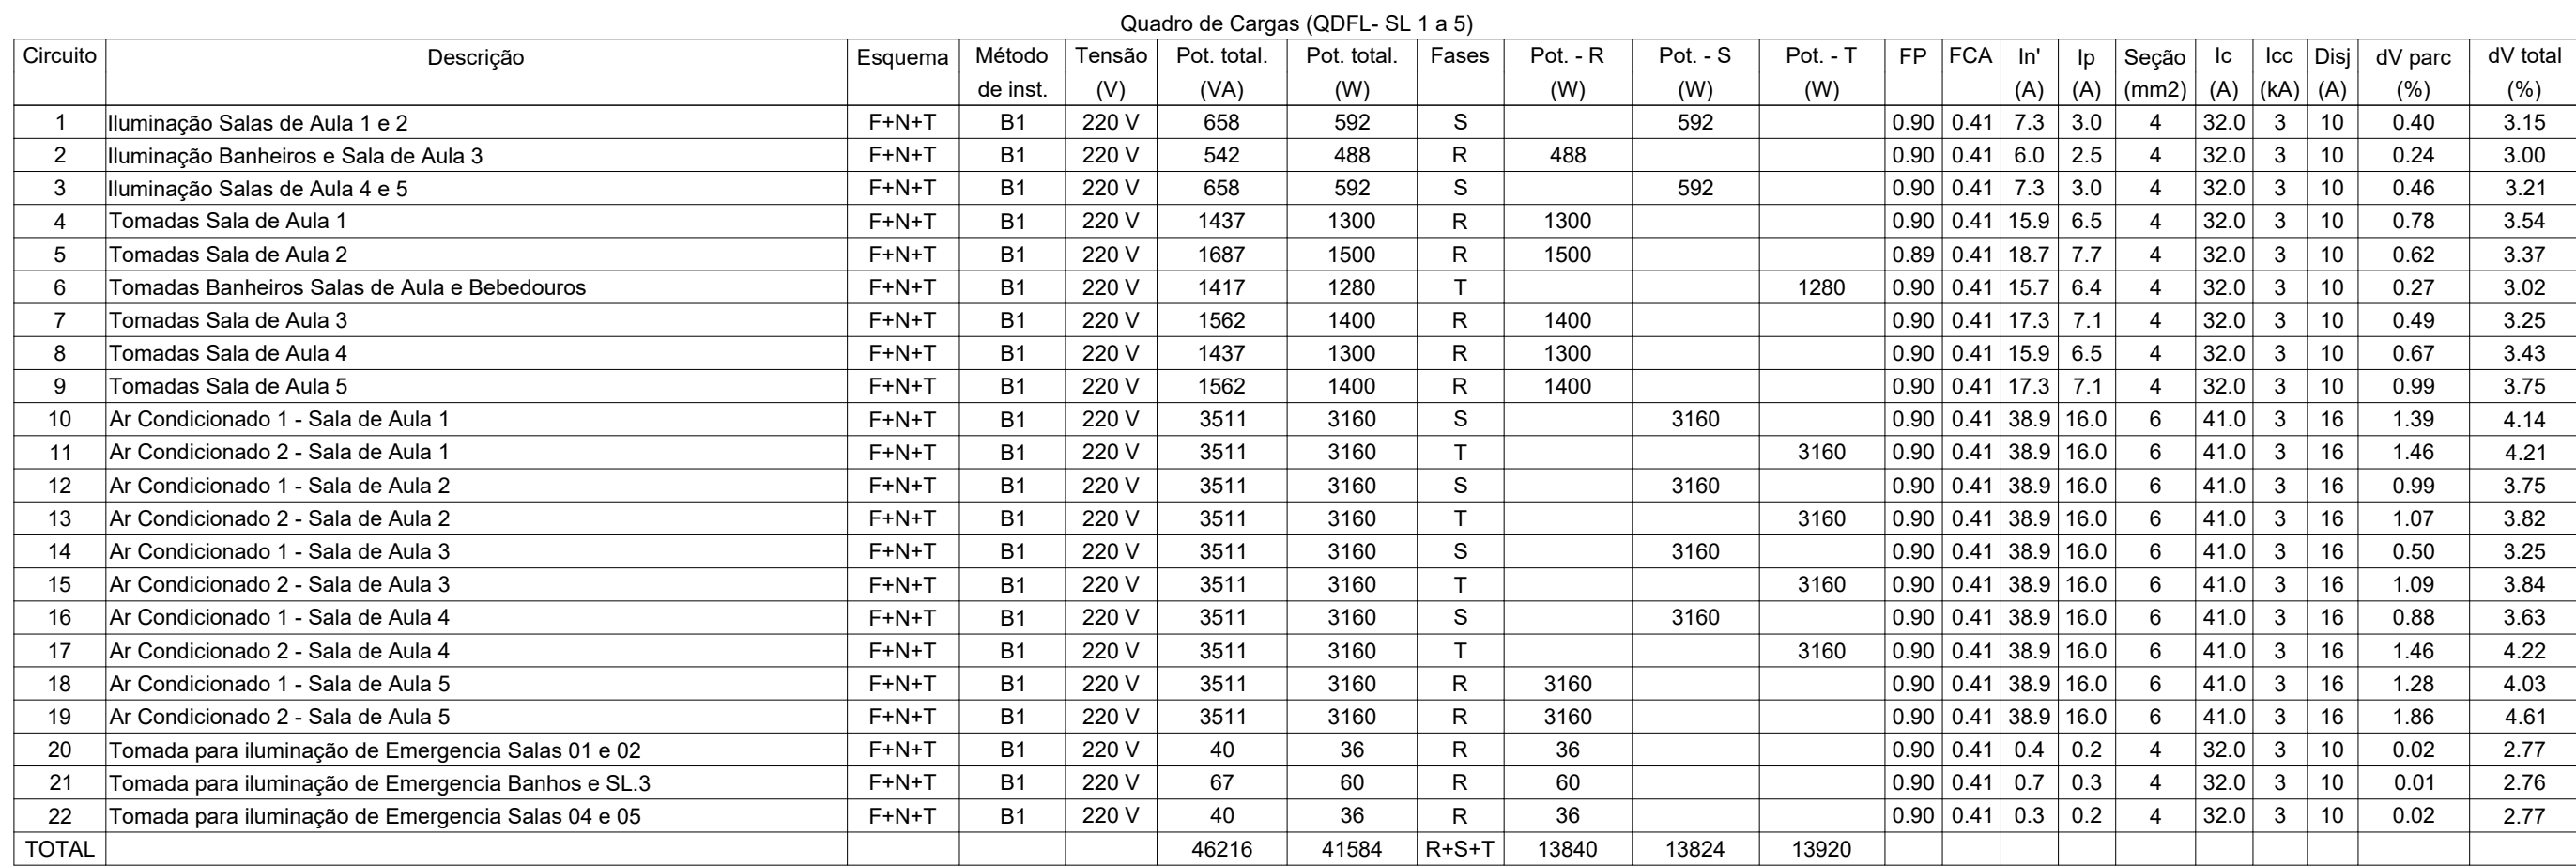 Quadro de Cargas (QDFL- SL 1 a 5)
Circuito Descrição Esquema Método Tensão Pot. total. Pot. total. Fases Pot. - R Pot. - S Pot. - T FP FCA In' Ip Seção Ic Icc Disj dV parc dV total
de inst. (V) (VA) (W) (W) (W) (W) (A) (A) (mm2) (A) (kA) (A) (%) (%)
1 Iluminação Salas de Aula 1 e 2 F+N+T B1 220 V 658 592 S 592 0.90 0.41 7.3 3.0 4 32.0 3 10 0.40 3.15
2 Iluminação Banheiros e Sala de Aula 3 F+N+T B1 220 V 542 488 R 488 0.90 0.41 6.0 2.5 4 32.0 3 10 0.24 3.00
3 Iluminação Salas de Aula 4 e 5 F+N+T B1 220 V 658 592 S 592 0.90 0.41 7.3 3.0 4 32.0 3 10 0.46 3.21
4 Tomadas Sala de Aula 1 F+N+T B1 220 V 1437 1300 R 1300 0.90 0.41 15.9 6.5 4 32.0 3 10 0.78 3.54
5 Tomadas Sala de Aula 2 F+N+T B1 220 V 1687 1500 R 1500 0.89 0.41 18.7 7.7 4 32.0 3 10 0.62 3.37
6 Tomadas Banheiros Salas de Aula e Bebedouros F+N+T B1 220 V 1417 1280 T 1280 0.90 0.41 15.7 6.4 4 32.0 3 10 0.27 3.02
7 Tomadas Sala de Aula 3 F+N+T B1 220 V 1562 1400 R 1400 0.90 0.41 17.3 7.1 4 32.0 3 10 0.49 3.25
8 Tomadas Sala de Aula 4 F+N+T B1 220 V 1437 1300 R 1300 0.90 0.41 15.9 6.5 4 32.0 3 10 0.67 3.43
9 Tomadas Sala de Aula 5 F+N+T B1 220 V 1562 1400 R 1400 0.90 0.41 17.3 7.1 4 32.0 3 10 0.99 3.75
10 Ar Condicionado 1 - Sala de Aula 1 F+N+T B1 220 V 3511 3160 S 3160 0.90 0.41 38.9 16.0 6 41.0 3 16 1.39 4.14
11 Ar Condicionado 2 - Sala de Aula 1 F+N+T B1 220 V 3511 3160 T 3160 0.90 0.41 38.9 16.0 6 41.0 3 16 1.46 4.21
12 Ar Condicionado 1 - Sala de Aula 2 F+N+T B1 220 V 3511 3160 S 3160 0.90 0.41 38.9 16.0 6 41.0 3 16 0.99 3.75
13 Ar Condicionado 2 - Sala de Aula 2 F+N+T B1 220 V 3511 3160 T 3160 0.90 0.41 38.9 16.0 6 41.0 3 16 1.07 3.82
14 Ar Condicionado 1 - Sala de Aula 3 F+N+T B1 220 V 3511 3160 S 3160 0.90 0.41 38.9 16.0 6 41.0 3 16 0.50 3.25
15 Ar Condicionado 2 - Sala de Aula 3 F+N+T B1 220 V 3511 3160 T 3160 0.90 0.41 38.9 16.0 6 41.0 3 16 1.09 3.84
16 Ar Condicionado 1 - Sala de Aula 4 F+N+T B1 220 V 3511 3160 S 3160 0.90 0.41 38.9 16.0 6 41.0 3 16 0.88 3.63
17 Ar Condicionado 2 - Sala de Aula 4 F+N+T B1 220 V 3511 3160 T 3160 0.90 0.41 38.9 16.0 6 41.0 3 16 1.46 4.22
18 Ar Condicionado 1 - Sala de Aula 5 F+N+T B1 220 V 3511 3160 R 3160 0.90 0.41 38.9 16.0 6 41.0 3 16 1.28 4.03
19 Ar Condicionado 2 - Sala de Aula 5 F+N+T B1 220 V 3511 3160 R 3160 0.90 0.41 38.9 16.0 6 41.0 3 16 1.86 4.61
20 Tomada para iluminação de Emergencia Salas 01 e 02 F+N+T B1 220 V 40 36 R 36 0.90 0.41 0.4 0.2 4 32.0 3 10 0.02 2.77
21 Tomada para iluminação de Emergencia Banhos e SL.3 F+N+T B1 220 V 67 60 R 60 0.90 0.41 0.7 0.3 4 32.0 3 10 0.01 2.76
22 Tomada para iluminação de Emergencia Salas 04 e 05 F+N+T B1 220 V 40 36 R 36 0.90 0.41 0.3 0.2 4 32.0 3 10 0.02 2.77
TOTAL 46216 41584 R+S+T 13840 13824 13920